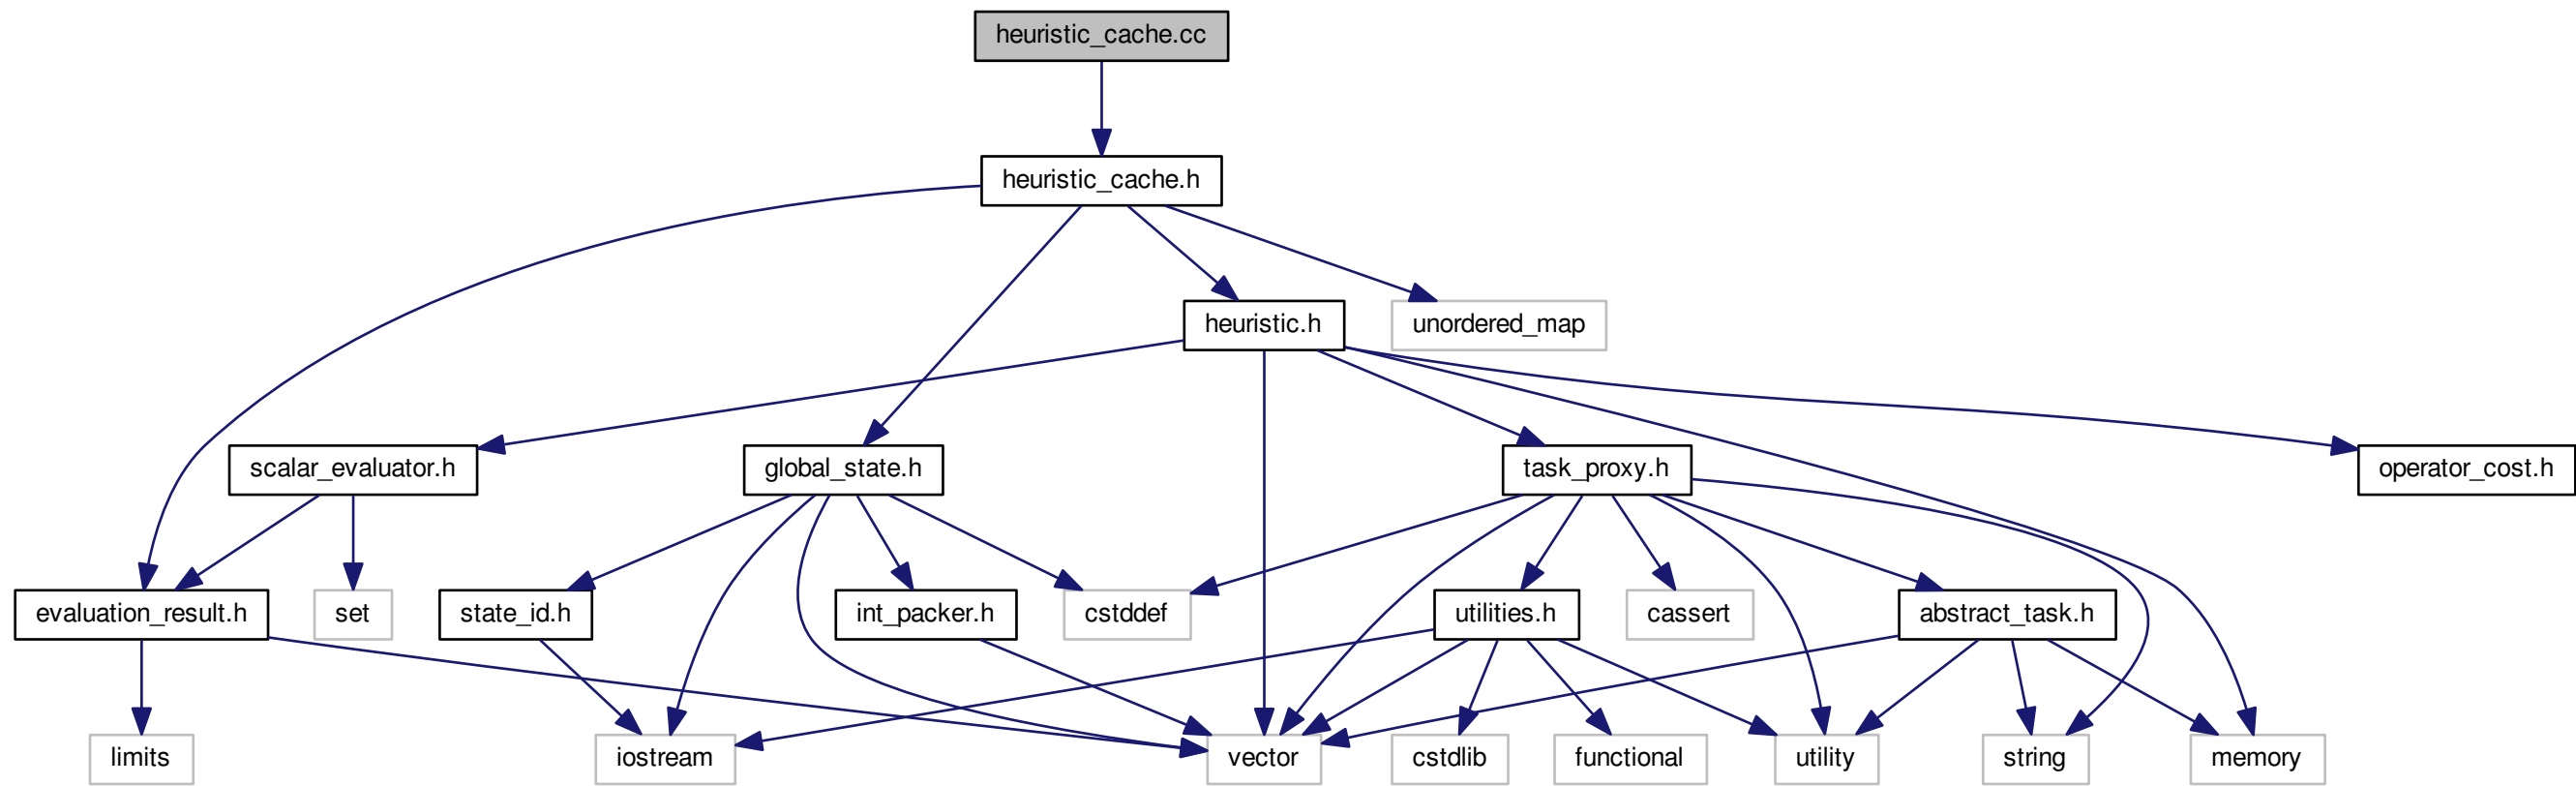 heuristic_cache.cc
heuristic_cache.h
heuristic.h
unordered_map
scalar_evaluator.h
global_state.h
task_proxy.h
operator_cost.h
evaluation_result.h
set
state_id.h
int_packer.h
cstddef
utilities.h
cassert
abstract_task.h
limits
iostream
vector
cstdlib
functional
utility
string
memory